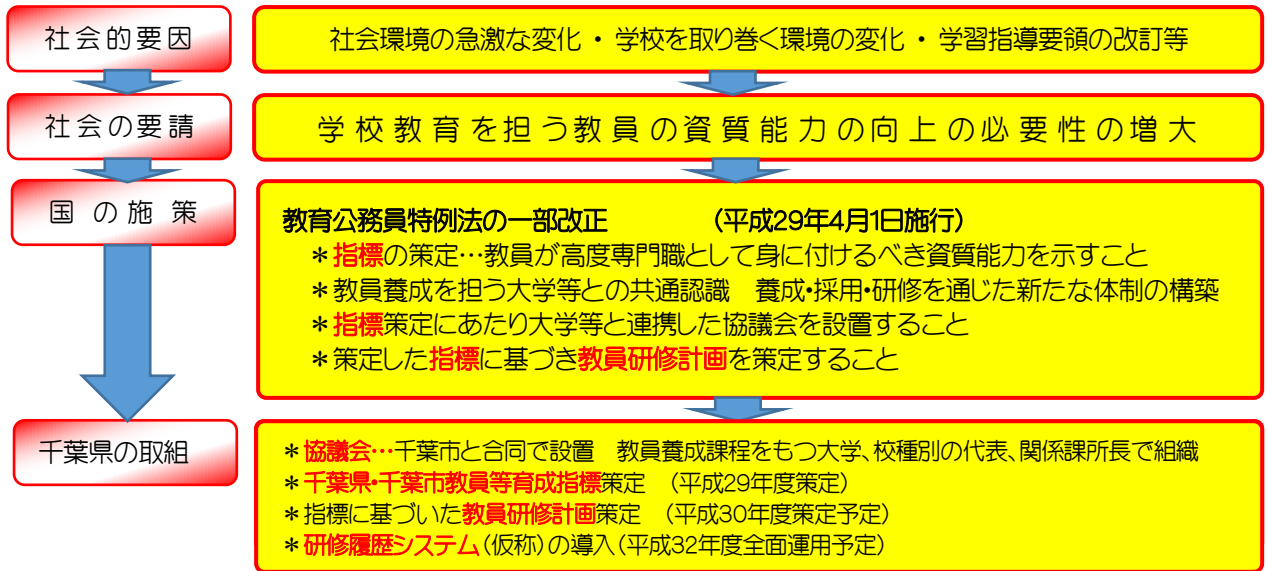 社会的要因
社会環境の急激な変化 ・ 学校を取り巻く環境の変化 ・ 学習指導要領の改訂等
社会の要請
学校教育を担う教員の資質能力の向上の必要性の増大
国の施策
教育公務員特例法の一部改正　　　　（平成29年4月1日施行）
＊指標の策定…教員が高度専門職として身に付けるべき資質能力を示すこと
＊教員養成を担う大学等との共通認識　養成・採用・研修を通じた新たな体制の構築
＊指標策定にあたり大学等と連携した協議会を設置すること
＊策定した指標に基づき教員研修計画を策定すること
千葉県の取組
＊協議会…千葉市と合同で設置　教員養成課程をもつ大学、校種別の代表、関係課所長で組織
＊千葉県・千葉市教員等育成指標策定　（平成29年度策定）
＊指標に基づいた教員研修計画策定　（平成30年度策定予定）
＊研修履歴システム（仮称）の導入（平成32年度全面運用予定）